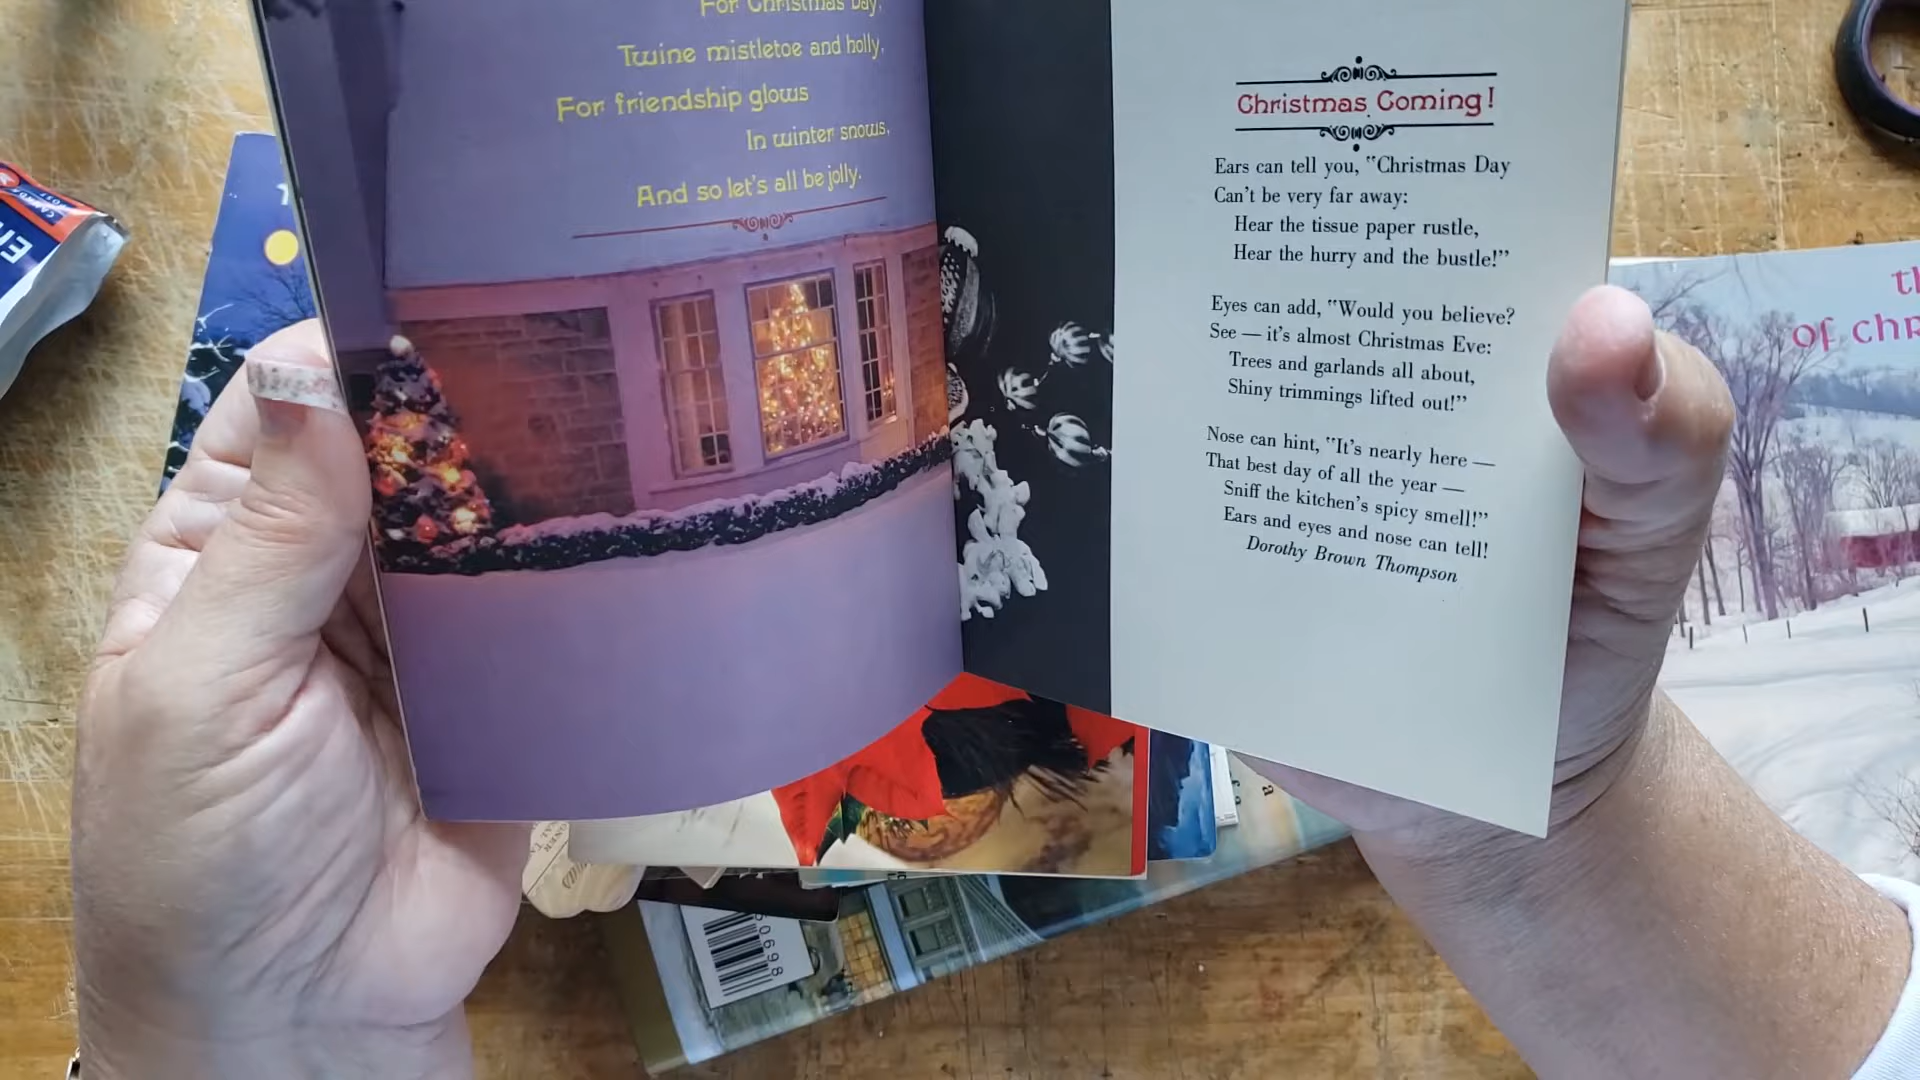 For Christmas Day,
Twine mistletoe and holly,
For friendship glows
In winter snows,
And so let's all be jolly.
Christmas Coming!
Ears can tell you, "Christmas Day
Can't be very far away:
Hear the tissue paper rustle,
Hear the hurry and the bustle!"
Eyes can add, "Would you believe?
See — it's almost Christmas Eve:
Trees and garlands all about,
Shiny trimmings lifted out!"
Nose can hint, "It's nearly here —
That best day of all the year —
Sniff the kitchen's spicy smell!"
Ears and eyes and nose can tell!
Dorothy Brown Thompson
of chr